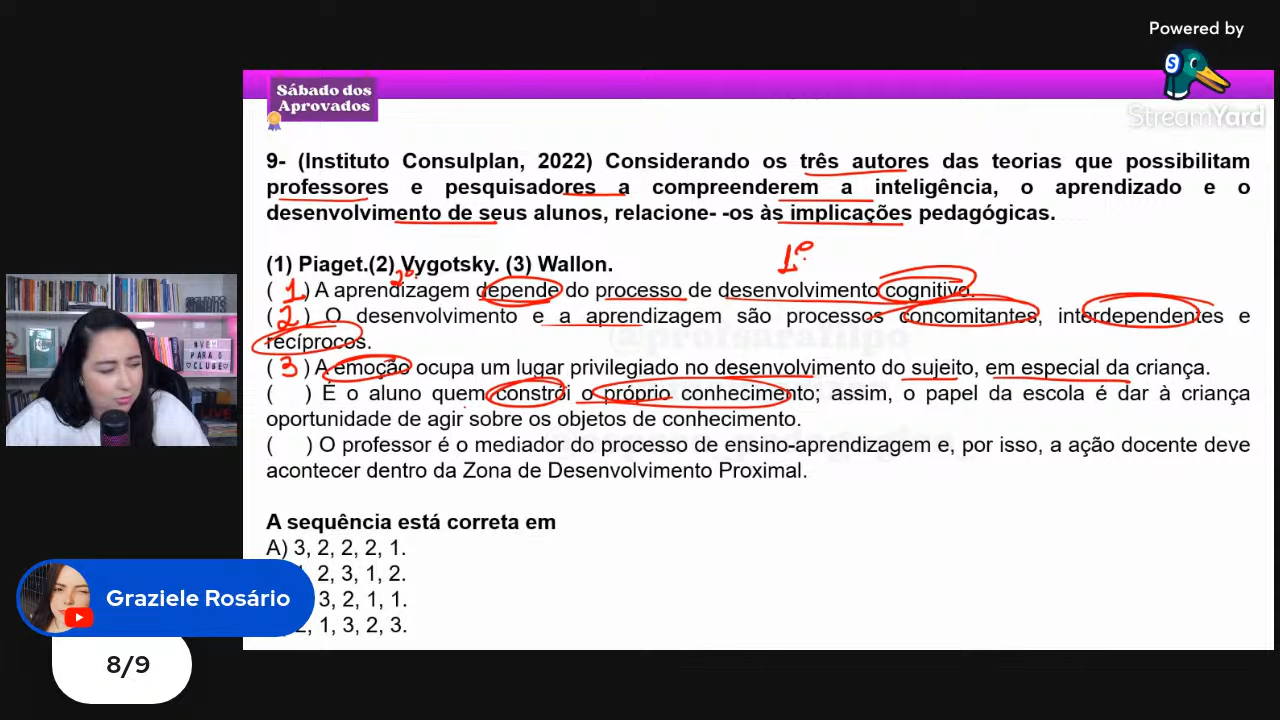 Powered by
StreamYard
Sábado dos
Aprovados
9- (Instituto Consulplan, 2022) Considerando os três autores das teorias que possibilitam
professores e pesquisadores a compreenderem a inteligência, o aprendizado e o
desenvolvimento de seus alunos, relacione- -os às implicações pedagógicas.
1º
(1) Piaget.(2) Vygotsky. (3) Wallon.
2º
( 1 ) A aprendizagem depende do processo de desenvolvimento cognitivo.
( 2 ) O desenvolvimento e a aprendizagem são processos concomitantes, interdependentes e
recíprocos.
@profsarafilipo
( 3 ) A emoção ocupa um lugar privilegiado no desenvolvimento do sujeito, em especial da criança.
( ) É o aluno quem constrói o próprio conhecimento; assim, o papel da escola é dar à criança
oportunidade de agir sobre os objetos de conhecimento.
( ) O professor é o mediador do processo de ensino-aprendizagem e, por isso, a ação docente deve
acontecer dentro da Zona de Desenvolvimento Proximal.
A sequência está correta em
A) 3, 2, 2, 2, 1.
2, 3, 1, 2.
3, 2, 1, 1.
2, 1, 3, 2, 3.
Graziele Rosário
8/9